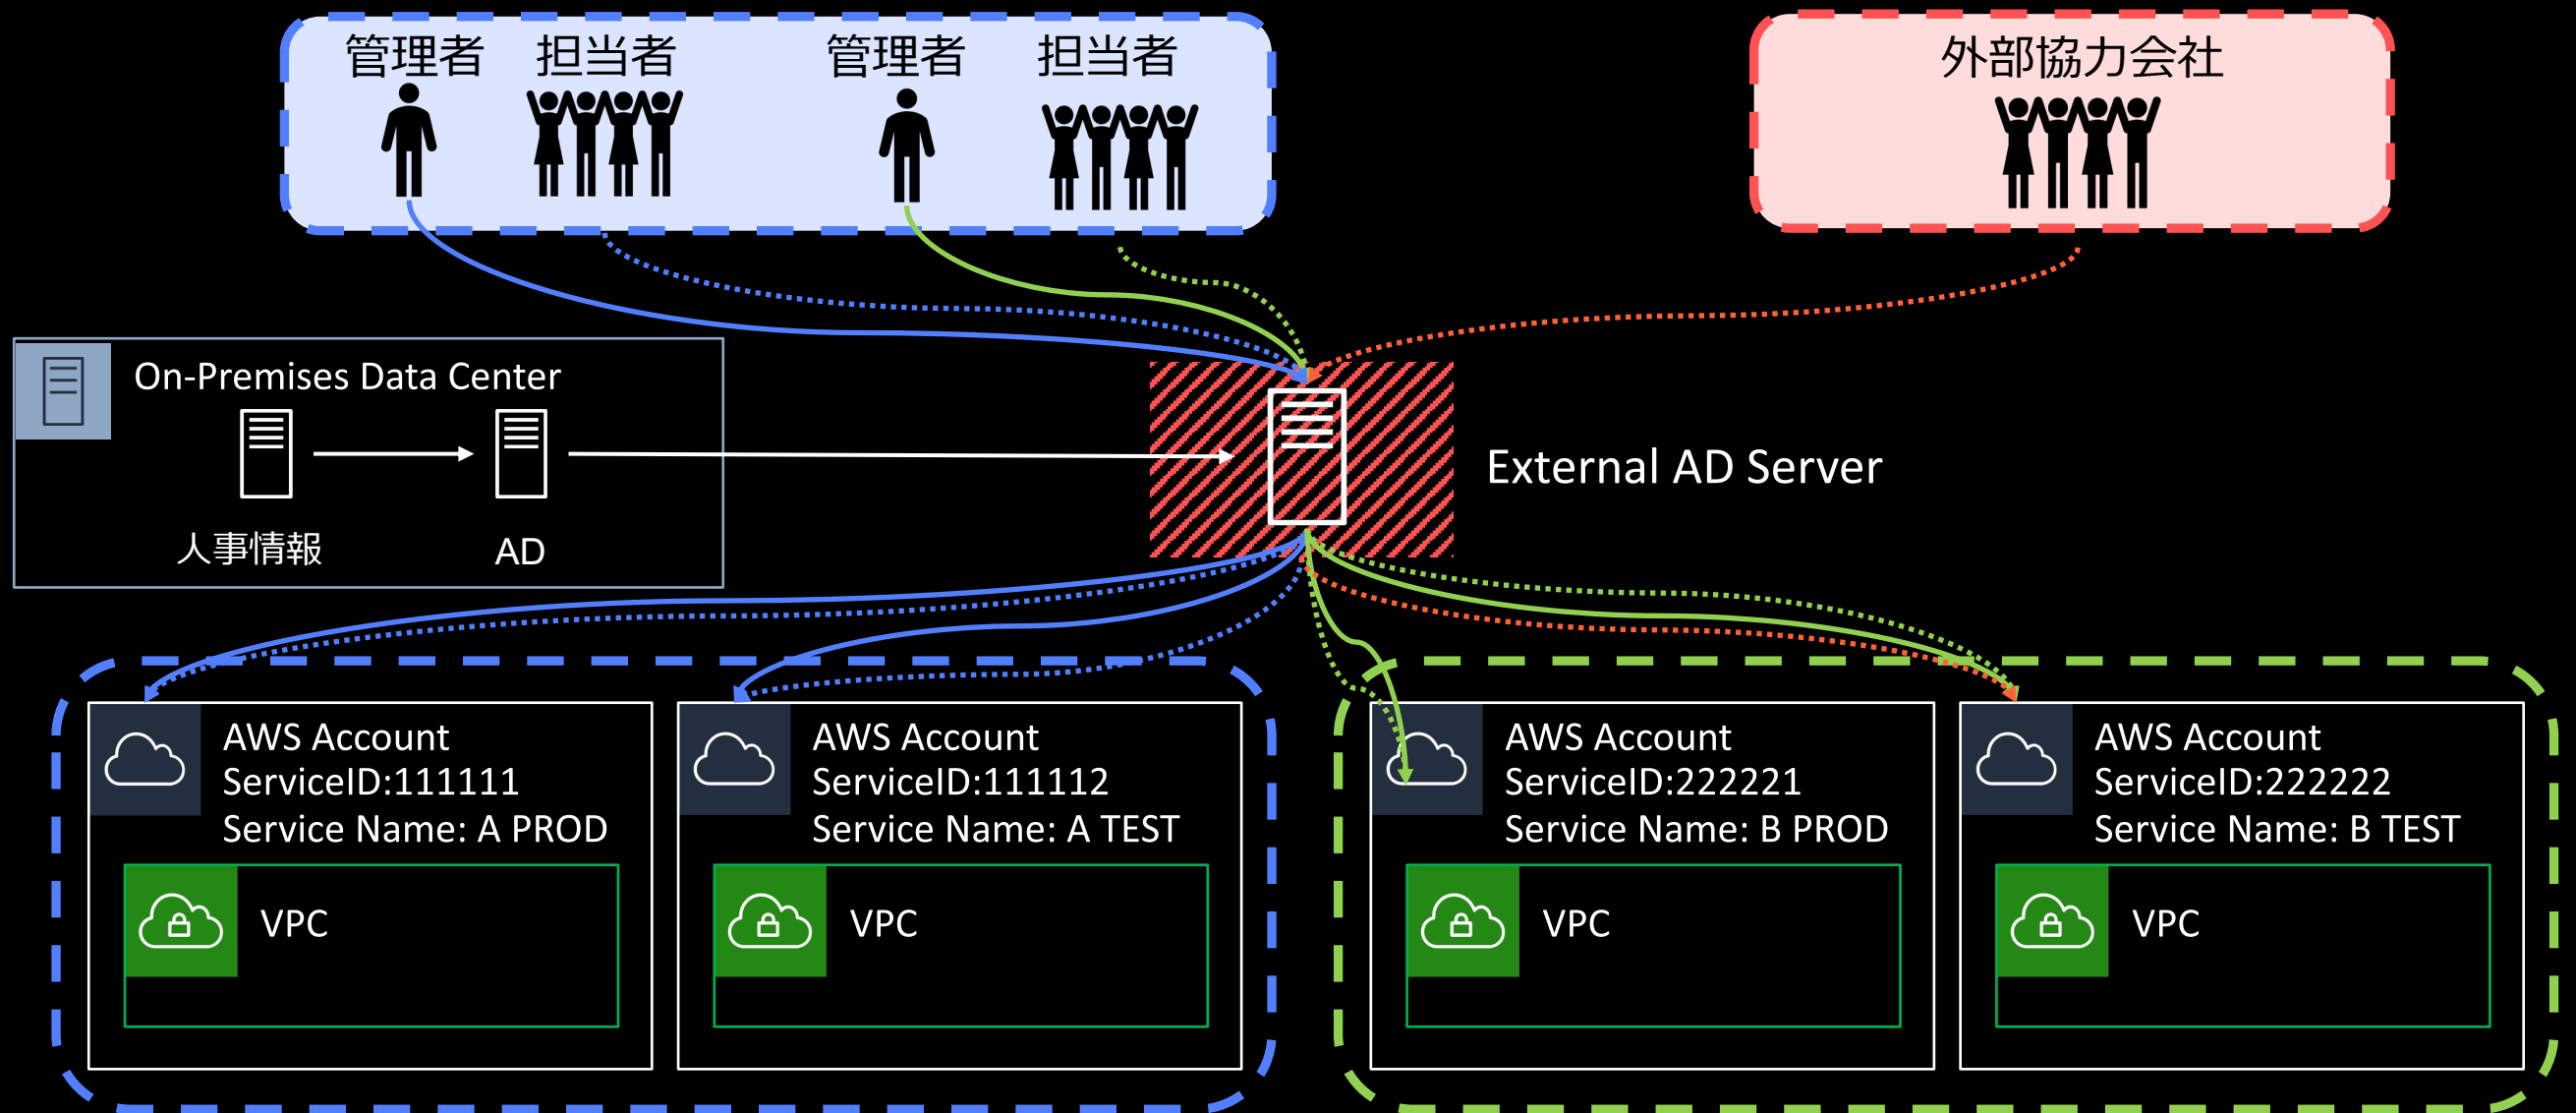 管理者
担当者
管理者
担当者
外部協力会社
On-Premises Data Center
人事情報
AD
External AD Server
AWS Account
ServiceID:111111
Service Name: A PROD
VPC
AWS Account
ServiceID:111112
Service Name: A TEST
VPC
AWS Account
ServiceID:222221
Service Name: B PROD
VPC
AWS Account
ServiceID:222222
Service Name: B TEST
VPC